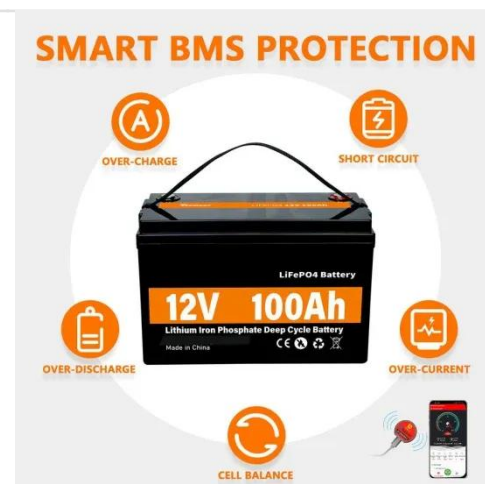 SMART BMS PROTECTION
A
OVER-CHARGE
SHORT CIRCUIT
LiFePO4 Battery
12V 100Ah
Lithium Iron Phosphate Deep Cycle Battery
Made in China
CE
OVER-DISCHARGE
OVER-CURRENT
CELL BALANCE